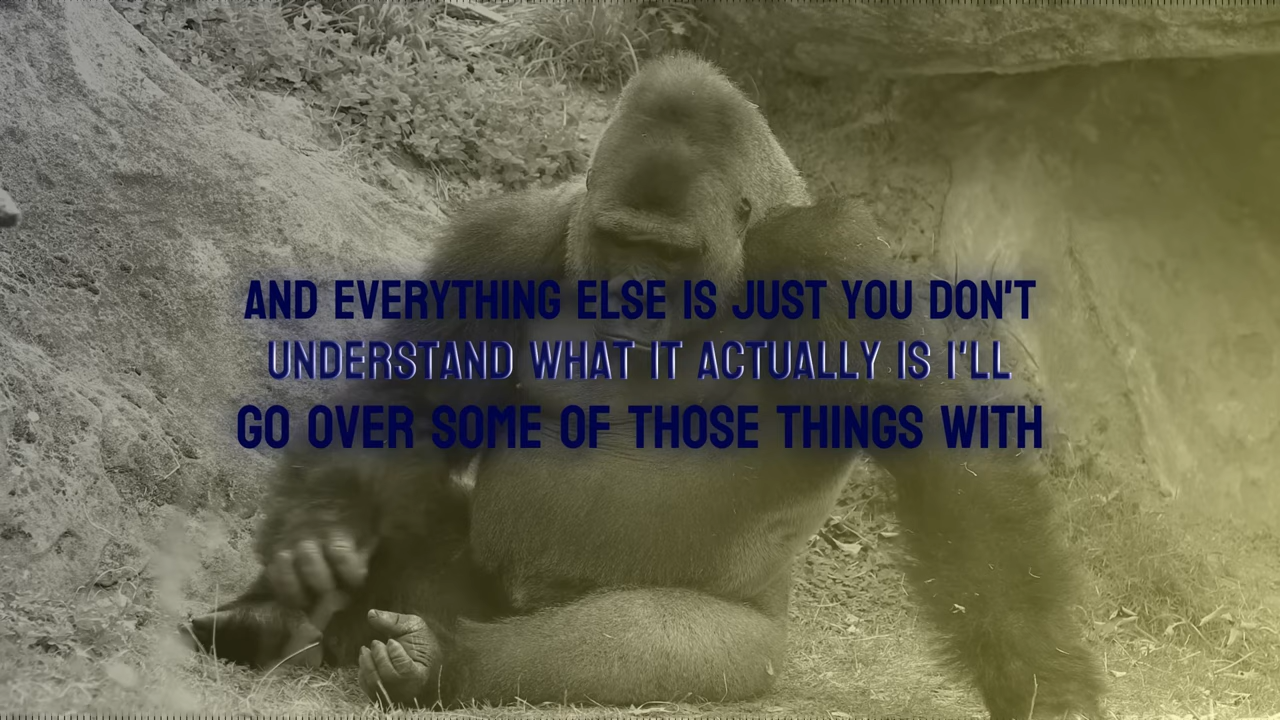 AND EVERYTHING ELSE IS JUST YOU DON'T
UNDERSTAND WHAT IT ACTUALLY IS I'LL
GO OVER SOME OF THOSE THINGS WITH